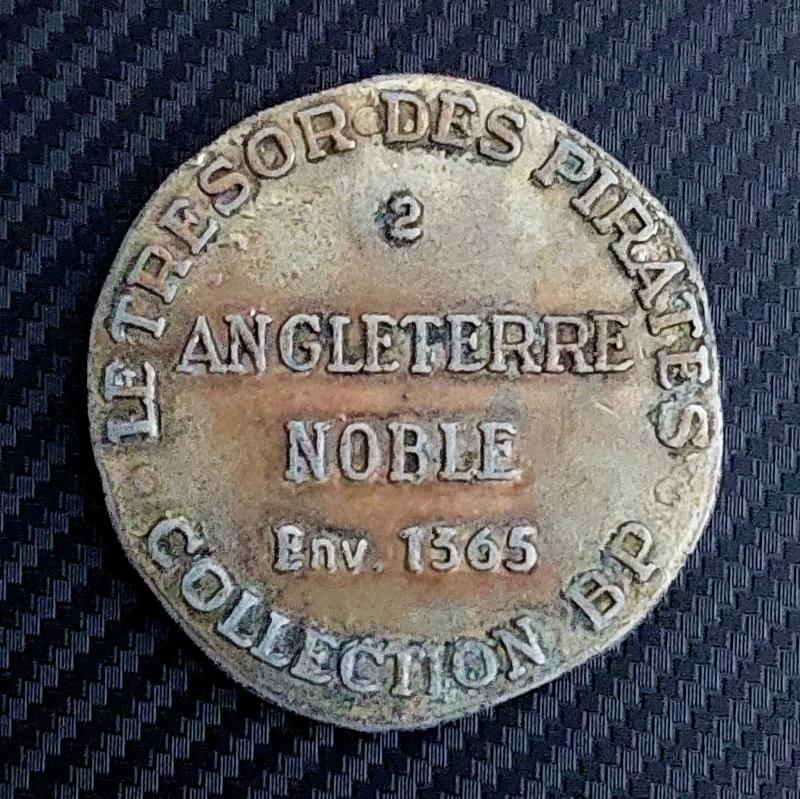 LE TRESOR DES PIRATES
2
ANGLETERRE
NOBLE
Env. 1365
COLLECTION BP